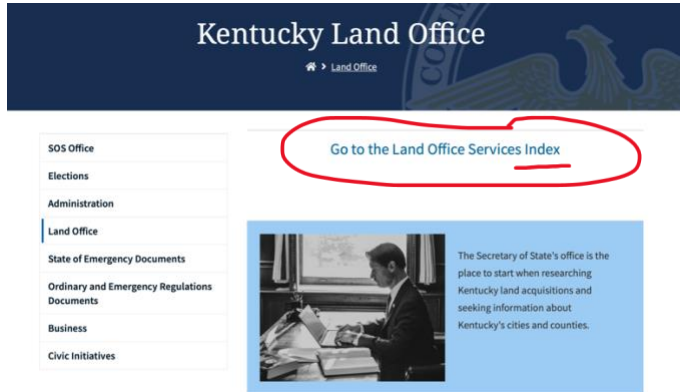 Kentucky Land Office
> Land Office
SOS Office
Elections
Administration
Land Office
State of Emergency Documents
Ordinary and Emergency Regulations
Documents
Business
Civic Initiatives
Go to the Land Office Services Index
The Secretary of State's office is the
place to start when researching
Kentucky land acquisitions and
seeking information about
Kentucky's cities and counties.